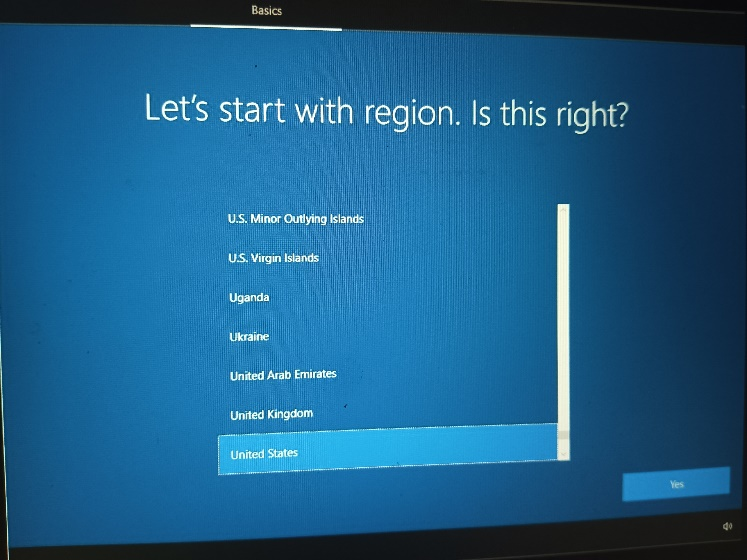 Basics
Let's start with region. Is this right?
U.S. Minor Outlying Islands
U.S. Virgin Islands
Uganda
Ukraine
United Arab Emirates
United Kingdom
United States
Yes